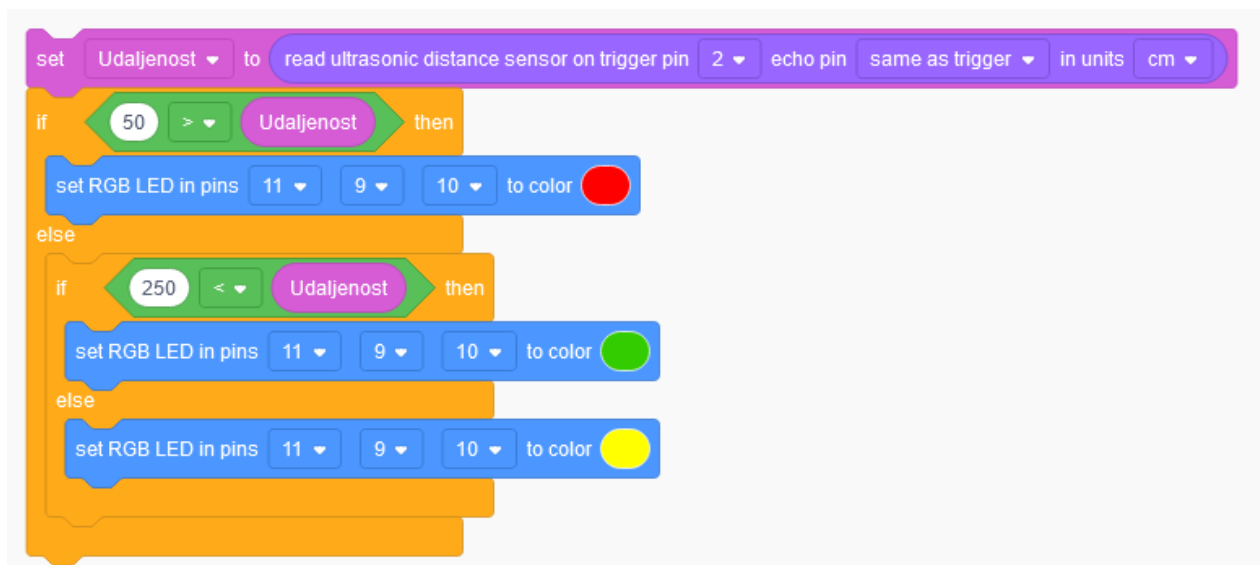 set Udaljenost to read ultrasonic distance sensor on trigger pin 2 echo pin same as trigger in units cm
if 50 > Udaljenost then
set RGB LED in pins 11 9 10 to color
else
if 250 < Udaljenost then
set RGB LED in pins 11 9 10 to color
else
set RGB LED in pins 11 9 10 to color